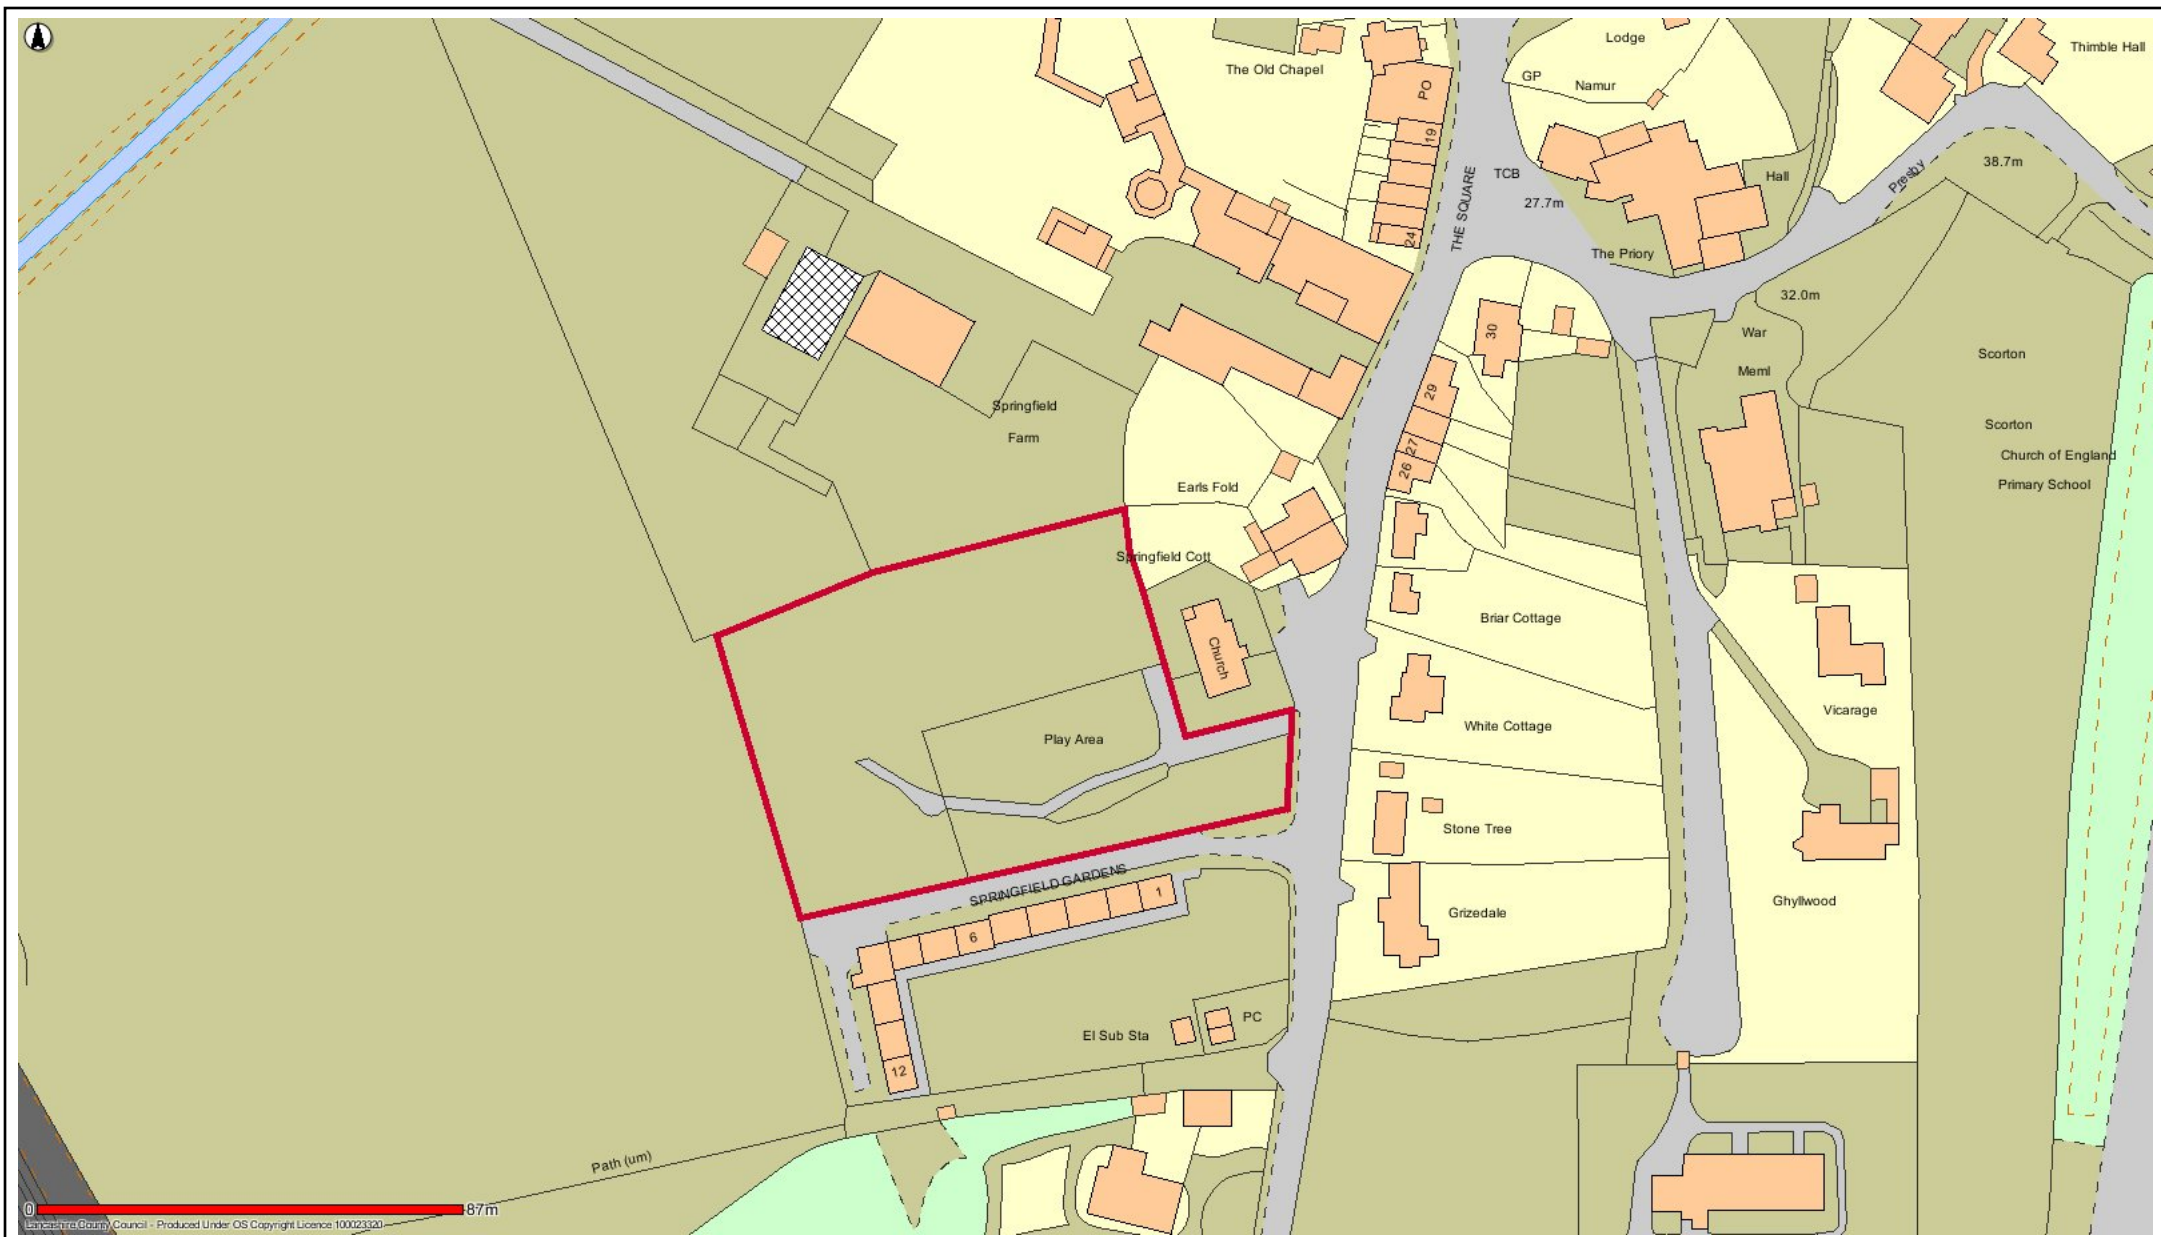 Lodge
Thimble Hall
The Old Chapel
GP
Namur
PO
19
THE SQUARE
TCB
Hall
Presby
38.7m
27.7m
24
The Priory
32.0m
30
War
Meml
Scorton
Springfield
Farm
29
27
26
Scorton
Church of England
Primary School
Earls Fold
Springfield Cott
Church
Briar Cottage
Vicarage
White Cottage
Play Area
Stone Tree
SPRINGFIELD GARDENS
1
6
Grizedale
Ghyllwood
El Sub Sta
PC
12
Path (um)
0
87m
Lancashire County Council - Produced Under OS Copyright Licence 100023320